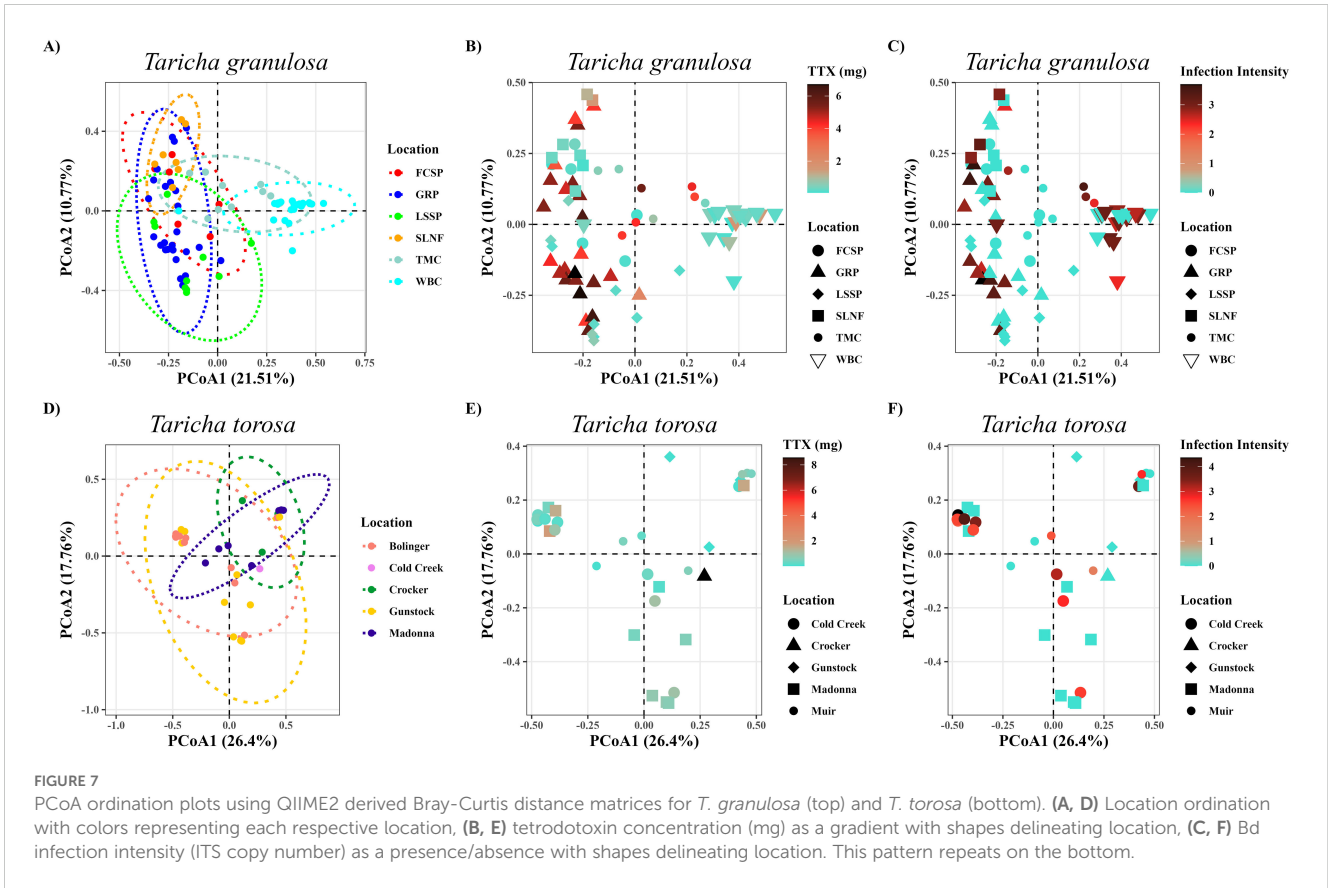 A)
Taricha granulosa
0.4
0.0
-0.4
-0.50
-0.25
0.00
0.25
0.50
0.75
PCoA2 (10.77%)
PCoA1 (21.51%)
Location
FCSP
GRP
LSSP
SLNF
TMC
WBC
B)
Taricha granulosa
0.50
0.25
0.00
-0.25
-0.2
0.0
0.2
0.4
PCoA2 (10.77%)
PCoA1 (21.51%)
TTX (mg)
6
4
2
Location
FCSP
GRP
LSSP
SLNF
TMC
WBC
C)
Taricha granulosa
0.50
0.25
0.00
-0.25
-0.2
0.0
0.2
0.4
PCoA2 (10.77%)
PCoA1 (21.51%)
Infection Intensity
3
2
1
0
Location
FCSP
GRP
LSSP
SLNF
TMC
WBC
D)
Taricha torosa
0.5
0.0
-0.5
-1.0
-1.0
-0.5
0.0
0.5
PCoA2 (17.76%)
PCoA1 (26.4%)
Location
Bolinger
Cold Creek
Crocker
Gunstock
Madonna
E)
Taricha torosa
0.4
0.2
0.0
-0.2
-0.4
-0.50
-0.25
0.00
0.25
0.50
PCoA2 (17.76%)
PCoA1 (26.4%)
TTX (mg)
8
6
4
2
Location
Cold Creek
Crocker
Gunstock
Madonna
Muir
F)
Taricha torosa
0.4
0.2
0.0
-0.2
-0.4
-0.50
-0.25
0.00
0.25
0.50
PCoA2 (17.76%)
PCoA1 (26.4%)
Infection Intensity
4
3
2
1
0
Location
Cold Creek
Crocker
Gunstock
Madonna
Muir
FIGURE 7
PCoA ordination plots using QIIME2 derived Bray-Curtis distance matrices for T. granulosa (top) and T. torosa (bottom). (A, D) Location ordination
with colors representing each respective location, (B, E) tetrodotoxin concentration (mg) as a gradient with shapes delineating location, (C, F) Bd
infection intensity (ITS copy number) as a presence/absence with shapes delineating location. This pattern repeats on the bottom.